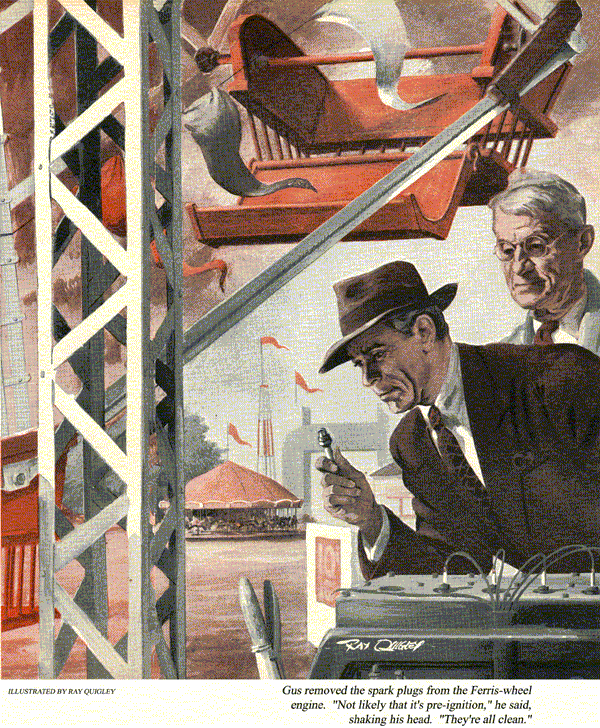 RAY QUIGLEY
ILLUSTRATED BY RAY QUIGLEY
Gus removed the spark plugs from the Ferris-wheel
engine. "Not likely that it's pre-ignition," he said,
shaking his head. "They're all clean."